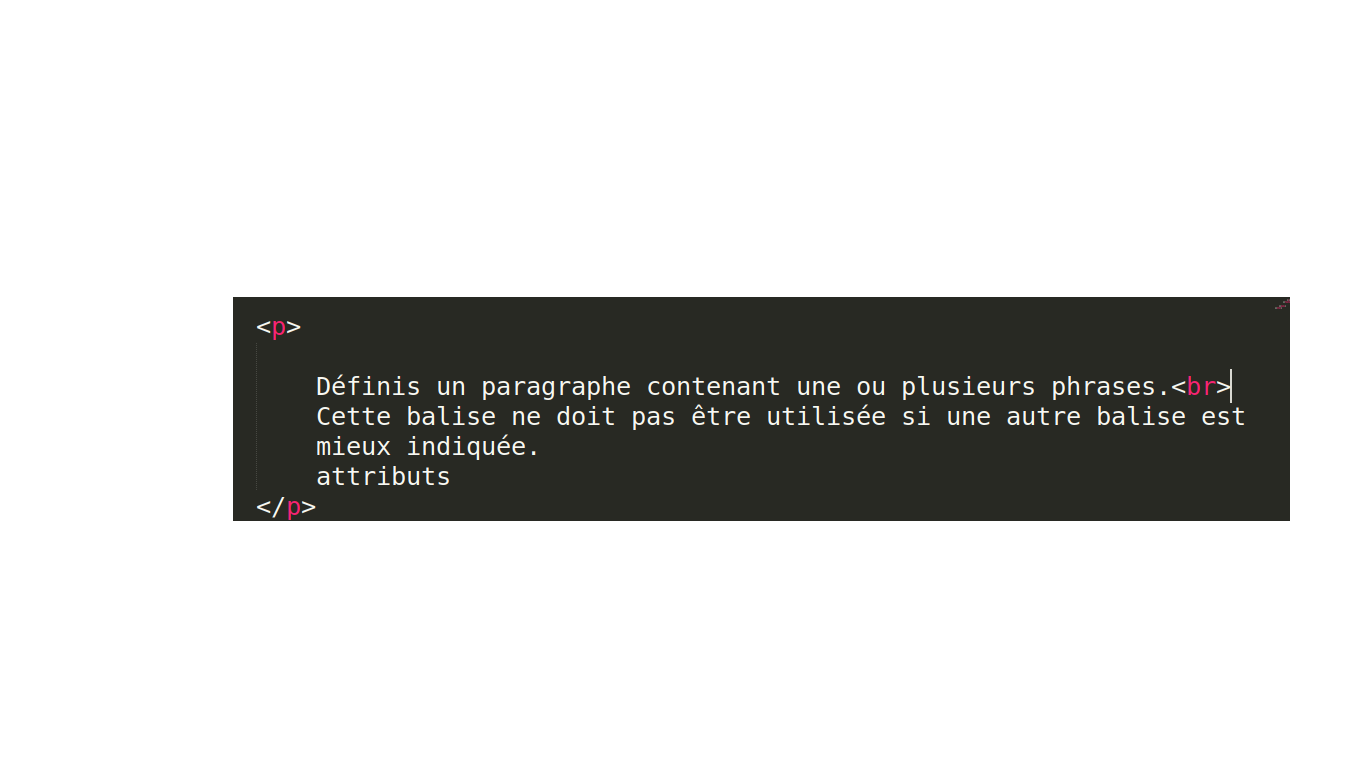 <p>
Définis un paragraphe contenant une ou plusieurs phrases.<br>
Cette balise ne doit pas être utilisée si une autre balise est
mieux indiquée.
attributs
</p>